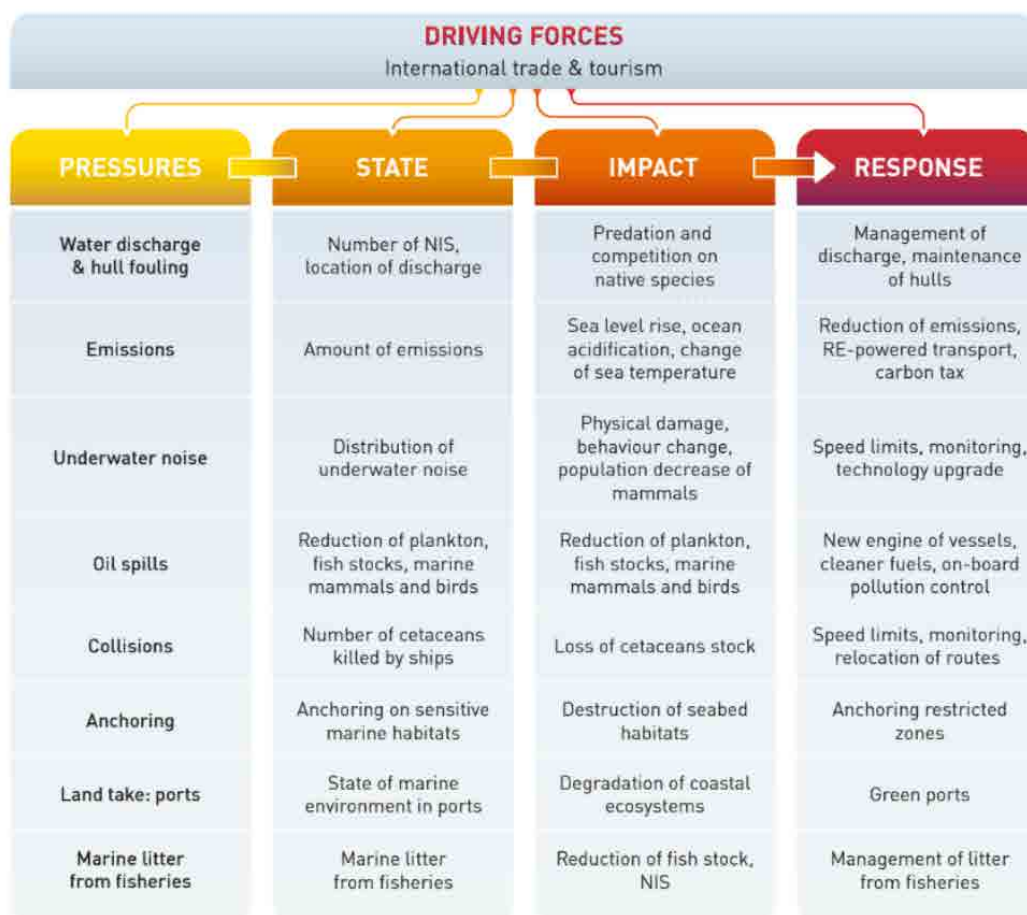 DRIVING FORCES
International trade & tourism
PRESSURES
STATE
IMPACT
RESPONSE
Water discharge
& hull fouling
Number of NIS,
location of discharge
Predation and
competition on
native species
Management of
discharge, maintenance
of hulls
Emissions
Amount of emissions
Sea level rise, ocean
acidification, change
of sea temperature
Reduction of emissions,
RE-powered transport,
carbon tax
Underwater noise
Distribution of
underwater noise
Physical damage,
behaviour change,
population decrease of
mammals
Speed limits, monitoring,
technology upgrade
Oil spills
Reduction of plankton,
fish stocks, marine
mammals and birds
Reduction of plankton,
fish stocks, marine
mammals and birds
New engine of vessels,
cleaner fuels, on-board
pollution control
Collisions
Number of cetaceans
killed by ships
Loss of cetaceans stock
Speed limits, monitoring,
relocation of routes
Anchoring
Anchoring on sensitive
marine habitats
Destruction of seabed
habitats
Anchoring restricted
zones
Land take: ports
State of marine
environment in ports
Degradation of coastal
ecosystems
Green ports
Marine litter
from fisheries
Marine litter
from fisheries
Reduction of fish stock,
NIS
Management of litter
from fisheries